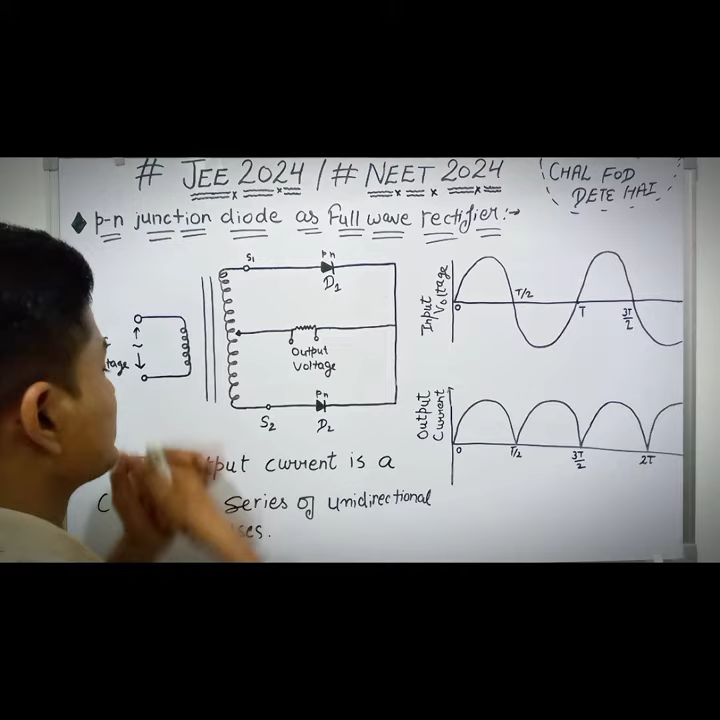 # JEE 2024 / # NEET 2024
CHAL FOD
DETE HAI
p-n junction diode as Full wave rectifier:→
S1
pn
D1
Output
Voltage
pn
S2
D2
Input
Voltage
0
T/2
T
3T/2
Output
Current
0
T/2
3T/2
2T
current is a
series of unidirectional